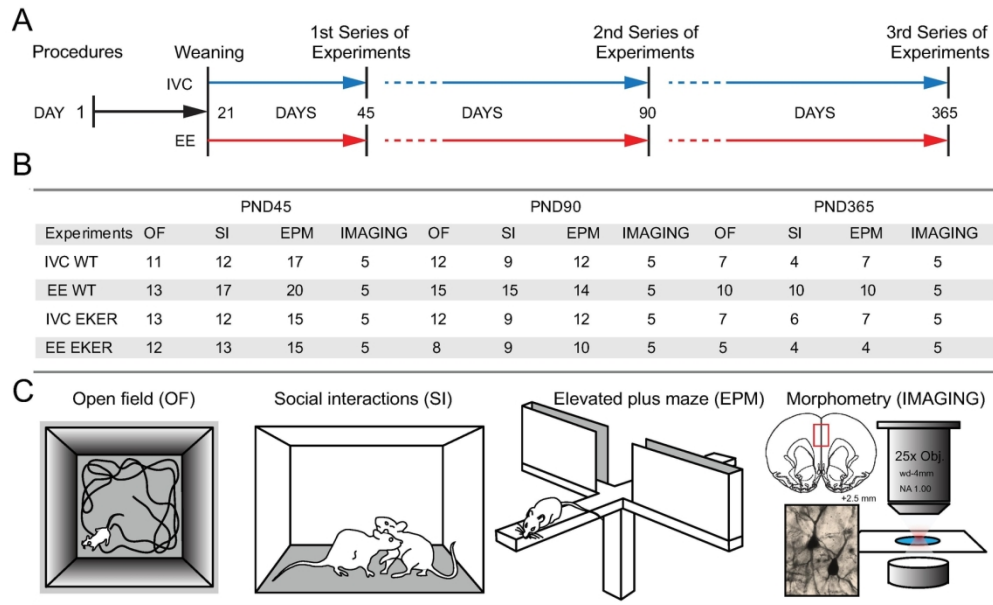 A
Procedures Weaning 1st Series of Experiments 2nd Series of Experiments 3rd Series of Experiments
IVC
DAY 1 21 DAYS 45 DAYS 90 DAYS 365
EE
B
PND45 PND90 PND365
Experiments OF SI EPM IMAGING OF SI EPM IMAGING OF SI EPM IMAGING
IVC WT 11 12 17 5 12 9 12 5 7 4 7 5
EE WT 13 17 20 5 15 15 14 5 10 10 10 5
IVC EKER 13 12 15 5 12 9 12 5 7 6 7 5
EE EKER 12 13 15 5 8 9 10 5 5 4 4 5
C
Open field (OF) Social interactions (SI) Elevated plus maze (EPM) Morphometry (IMAGING)
25x Obj.
wd-4mm
NA 1.00
+2.5 mm